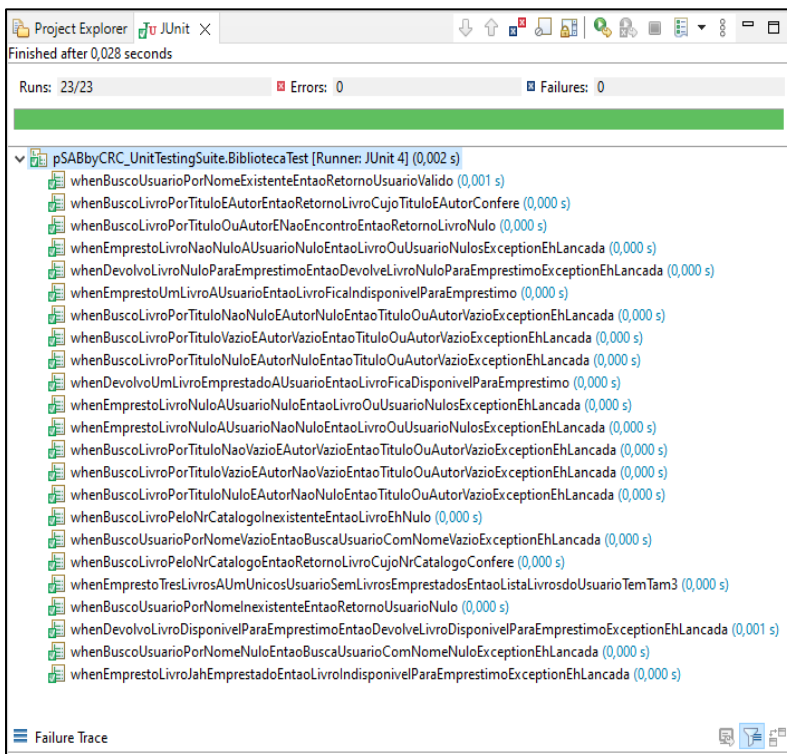 Project Explorer JUnit
Finished after 0,028 seconds
Runs: 23/23 Errors: 0 Failures: 0
pSABbyCRC_UnitTestingSuite.BibliotecaTest [Runner: JUnit 4] (0,002 s)
whenBuscoUsuarioPorNomeExistenteEntaoRetornoUsuarioValido (0,001 s)
whenBuscoLivroPorTituloEAutorEntaoRetornoLivroCujoTituloEAutorConfere (0,000 s)
whenBuscoLivroPorTituloOuAutorENaoEncontroEntaoRetornoLivroNulo (0,000 s)
whenEmprestoLivroNaoNuloAUsuarioNuloEntaoLivroOuUsuarioNulosExceptionEhLancada (0,000 s)
whenDevolvoLivroNuloParaEmprestimoEntaoDevolveLivroNuloParaEmprestimoExceptionEhLancada (0,000 s)
whenEmprestoUmLivroAUsuarioEntaoLivroFicaIndisponivelParaEmprestimo (0,000 s)
whenBuscoLivroPorTituloNaoNuloEAutorNuloEntaoTituloOuAutorVazioExceptionEhLancada (0,000 s)
whenBuscoLivroPorTituloVazioEAutorVazioEntaoTituloOuAutorVazioExceptionEhLancada (0,000 s)
whenBuscoLivroPorTituloNuloEAutorNuloEntaoTituloOuAutorVazioExceptionEhLancada (0,000 s)
whenDevolvoUmLivroEmprestadoAUsuarioEntaoLivroFicaDisponivelParaEmprestimo (0,000 s)
whenEmprestoLivroNuloAUsuarioNuloEntaoLivroOuUsuarioNulosExceptionEhLancada (0,000 s)
whenEmprestoLivroNuloAUsuarioNaoNuloEntaoLivroOuUsuarioNulosExceptionEhLancada (0,000 s)
whenBuscoLivroPorTituloNaoVazioEAutorVazioEntaoTituloOuAutorVazioExceptionEhLancada (0,000 s)
whenBuscoLivroPorTituloVazioEAutorNaoVazioEntaoTituloOuAutorVazioExceptionEhLancada (0,000 s)
whenBuscoLivroPorTituloNuloEAutorNaoNuloEntaoTituloOuAutorVazioExceptionEhLancada (0,000 s)
whenBuscoLivroPeloNrCatalogoInexistenteEntaoLivroEhNulo (0,000 s)
whenBuscoUsuarioPorNomeVazioEntaoBuscaUsuarioComNomeVazioExceptionEhLancada (0,000 s)
whenBuscoLivroPeloNrCatalogoEntaoRetornoLivroCujoNrCatalogoConfere (0,000 s)
whenEmprestoTresLivrosAUmUnicosUsuarioSemLivrosEmprestadosEntaoListaLivrosdoUsuarioTemTam3 (0,000 s)
whenBuscoUsuarioPorNomeInexistenteEntaoRetornoUsuarioNulo (0,000 s)
whenDevolvoLivroDisponivelParaEmprestimoEntaoDevolveLivroDisponivelParaEmprestimoExceptionEhLancada (0,001 s)
whenBuscoUsuarioPorNomeNuloEntaoBuscaUsuarioComNomeNuloExceptionEhLancada (0,000 s)
whenEmprestoLivroJahEmprestadoEntaoLivroIndisponivelParaEmprestimoExceptionEhLancada (0,000 s)
Failure Trace